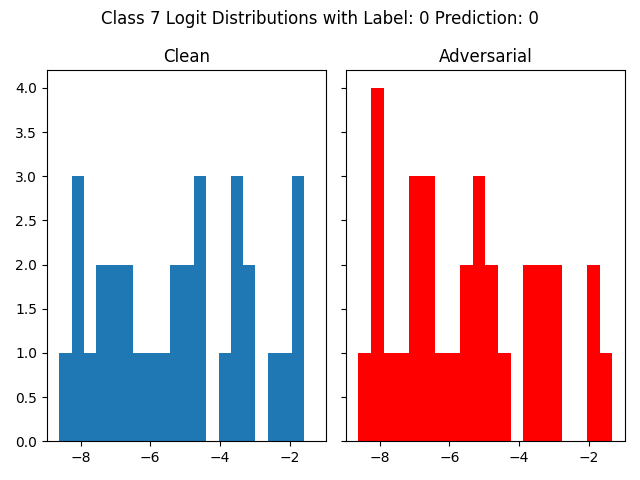 Class 7 Logit Distributions with Label: 0 Prediction: 0
Clean
Adversarial
4.0
3.5
3.0
2.5
2.0
1.5
1.0
0.5
0.0
−8 −6 −4 −2
−8 −6 −4 −2